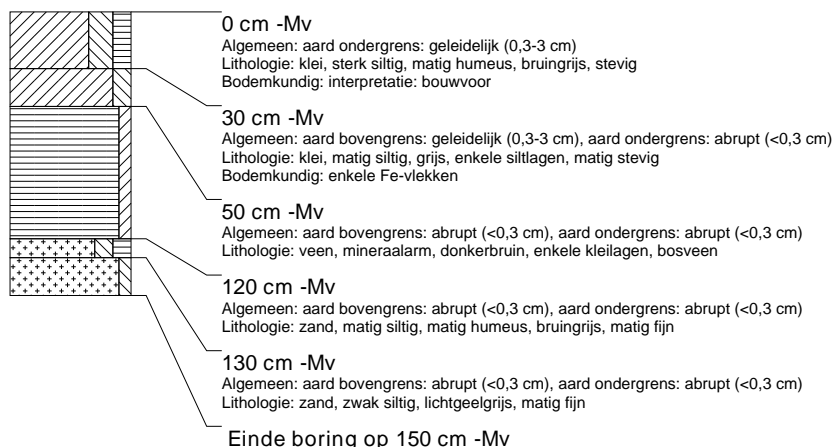 0 cm -Mv
Algemeen: aard ondergrens: geleidelijk (0,3-3 cm)
Lithologie: klei, sterk siltig, matig humeus, bruingrijs, stevig
Bodemkundig: interpretatie: bouwvoor
30 cm -Mv
Algemeen: aard bovengrens: geleidelijk (0,3-3 cm), aard ondergrens: abrupt (<0,3 cm)
Lithologie: klei, matig siltig, grijs, enkele siltlagen, matig stevig
Bodemkundig: enkele Fe-vlekken
50 cm -Mv
Algemeen: aard bovengrens: abrupt (<0,3 cm), aard ondergrens: abrupt (<0,3 cm)
Lithologie: veen, mineraalarm, donkerbruin, enkele kleilagen, bosveen
120 cm -Mv
Algemeen: aard bovengrens: abrupt (<0,3 cm), aard ondergrens: abrupt (<0,3 cm)
Lithologie: zand, matig siltig, matig humeus, bruingrijs, matig fijn
130 cm -Mv
Algemeen: aard bovengrens: abrupt (<0,3 cm), aard ondergrens: abrupt (<0,3 cm)
Lithologie: zand, zwak siltig, lichtgeelgrijs, matig fijn
Einde boring op 150 cm -Mv